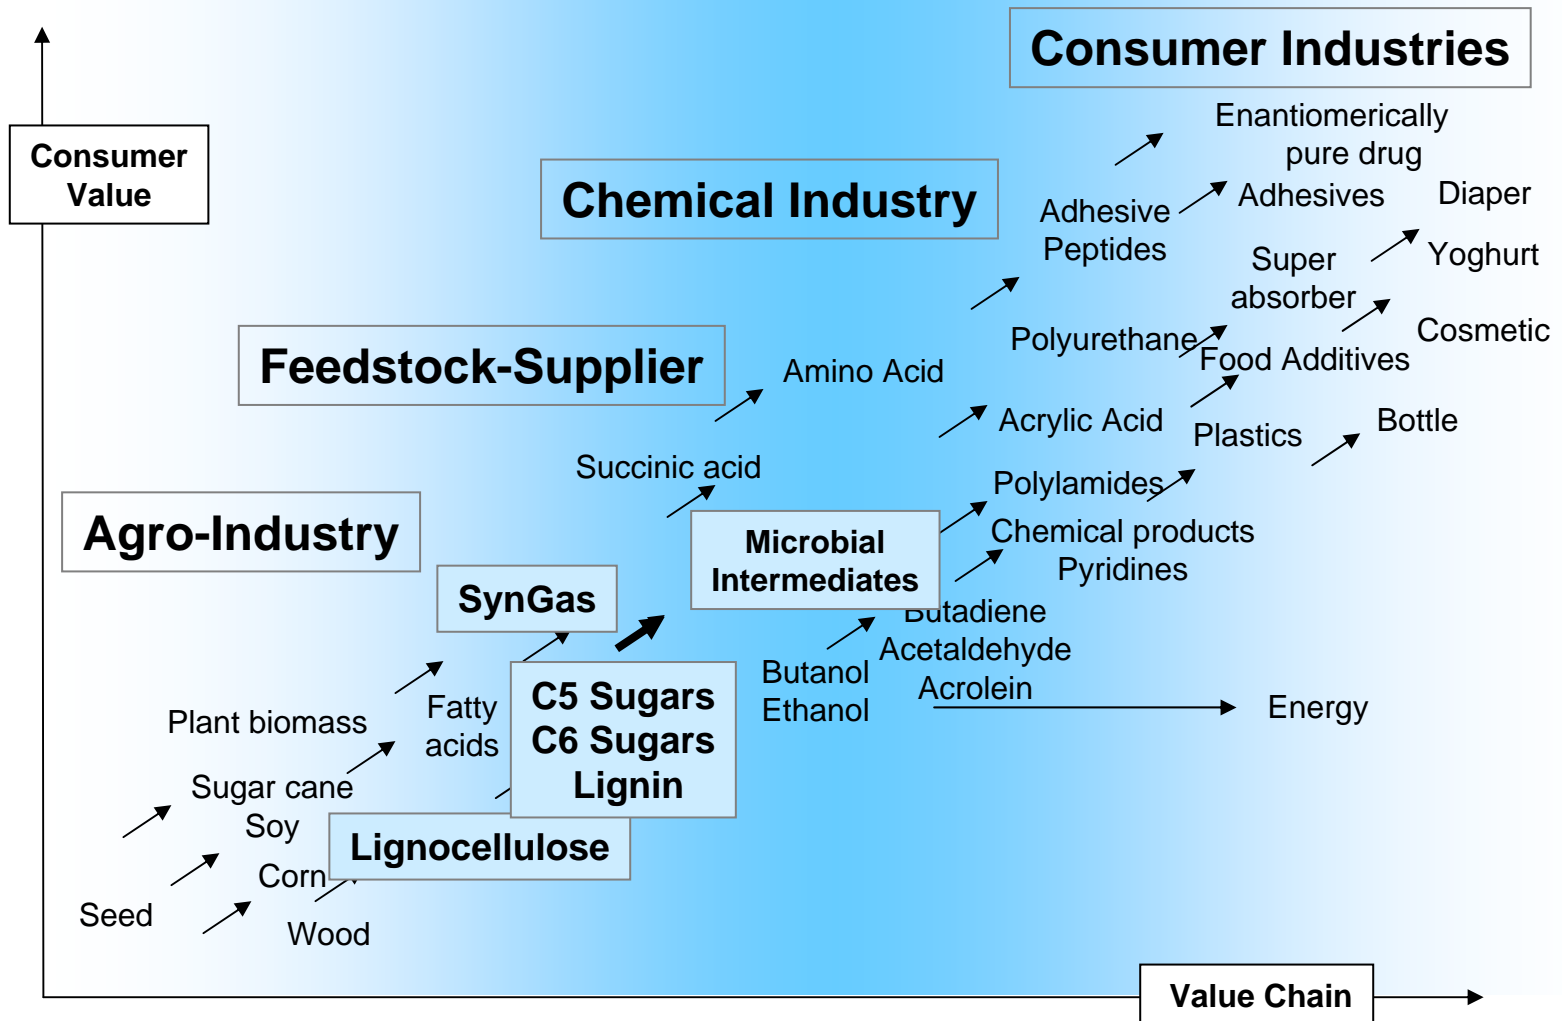 Consumer Industries
Consumer
Value
Enantiomerically
pure drug
Chemical Industry
Adhesive
Peptides
Adhesives
Diaper
Super
absorber
Yoghurt
Feedstock-Supplier
Amino Acid
Polyurethane
Food Additives
Cosmetic
Succinic acid
Acrylic Acid
Plastics
Bottle
Agro-Industry
Polylamides
Microbial
Intermediates
Chemical products
Pyridines
SynGas
Butadiene
Acetaldehyde
Acrolein
Butanol
Ethanol
Energy
Plant biomass
Fatty
acids
C5 Sugars
C6 Sugars
Lignin
Sugar cane
Soy
Lignocellulose
Corn
Seed
Wood
Value Chain